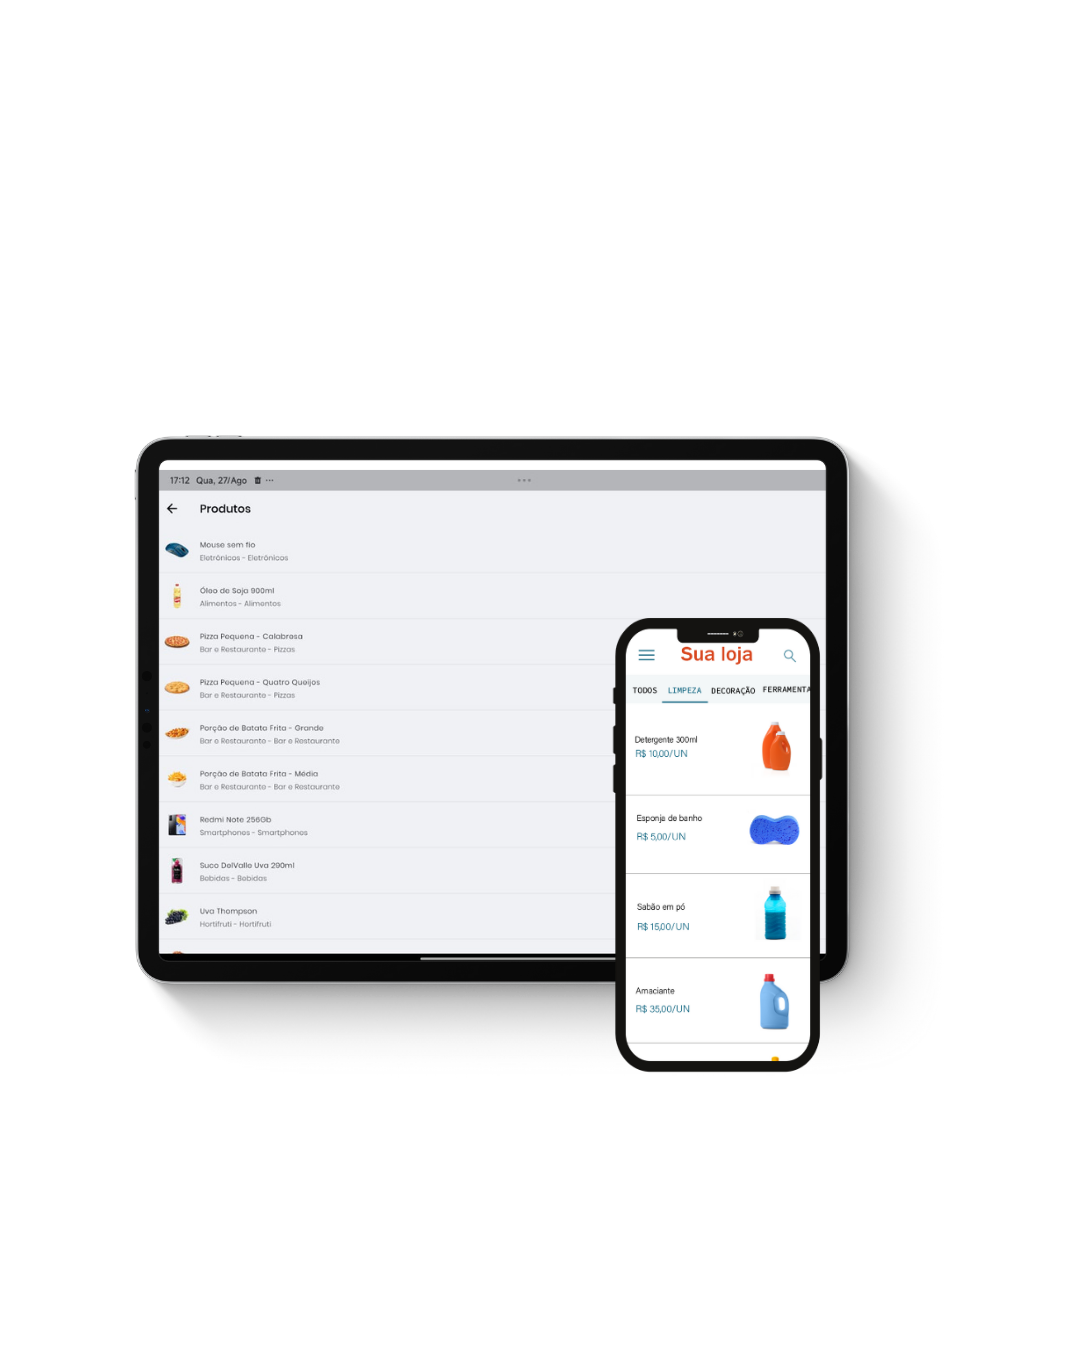 17:12 Qua, 27/Ago
Produtos
Mouse sem fio
Eletrônicos - Eletrônicos
Óleo de Soja 900ml
Alimentos - Alimentos
Pizza Pequena - Calabresa
Bar e Restaurante - Pizzas
Pizza Pequena - Quatro Queijos
Bar e Restaurante - Pizzas
Porção de Batata Frita - Grande
Bar e Restaurante - Bar e Restaurante
Porção de Batata Frita - Média
Bar e Restaurante - Bar e Restaurante
Redmi Note 256Gb
Smartphones - Smartphones
Suco DelValle Uva 290ml
Bebidas - Bebidas
Uva Thompson
Hortifruti - Hortifruti
Sua loja
TODOS LIMPEZA DECORAÇÃO FERRAMENTA
Detergente 300ml
R$ 10,00/UN
Esponja de banho
R$ 5,00/UN
Sabão em pó
R$ 15,00/UN
Amaciante
R$ 35,00/UN